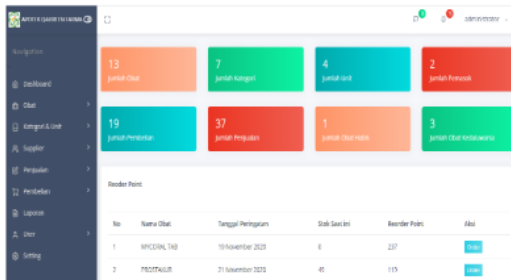 administrator
Navigation
Dashboard
Obat
Kategori & Unit
Supplier
Penjualan
Pembelian
Laporan
User
Setting
13
Jumlah Obat
7
Jumlah Kategori
4
Jumlah Unit
2
Jumlah Pemasok
19
Jumlah Pembelian
37
Jumlah Penjualan
1
Jumlah Obat Habis
3
Jumlah Obat Kedaluwarsa
Reoder Point
No Nama Obat Tanggal Peringatan Stok Saat Ini Reorder Point Aksi
1 MYCORAL TAB 19 November 2020 6 237 Order
2 21 November 2020 45 Order